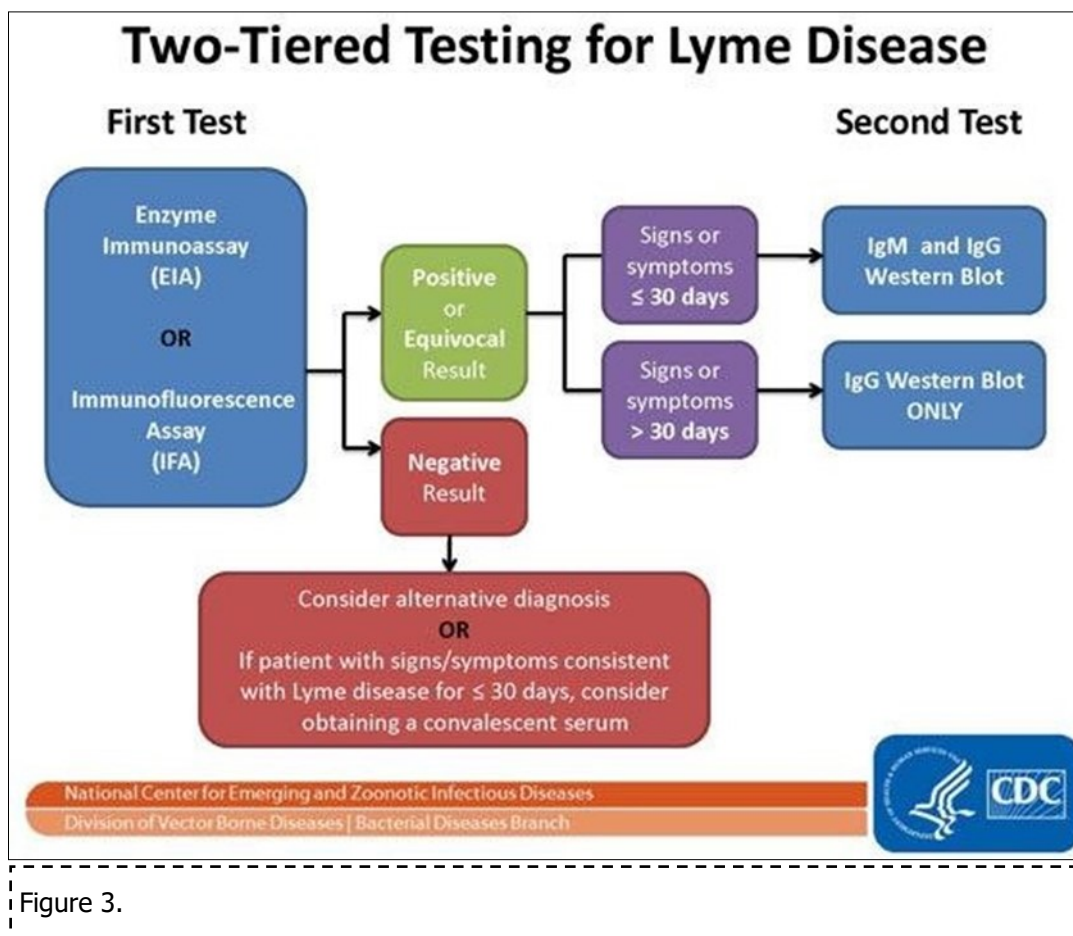 Two-Tiered Testing for Lyme Disease
First Test
Second Test
Enzyme
Immunoassay
(EIA)
OR
Immunofluorescence
Assay
(IFA)
Positive
or
Equivocal
Result
Negative
Result
Signs or
symptoms
≤ 30 days
Signs or
symptoms
> 30 days
IgM and IgG
Western Blot
IgG Western Blot
ONLY
Consider alternative diagnosis
OR
If patient with signs/symptoms consistent
with Lyme disease for ≤ 30 days, consider
obtaining a convalescent serum
National Center for Emerging and Zoonotic Infectious Diseases
Division of Vector Borne Diseases | Bacterial Diseases Branch
CDC
Figure 3.